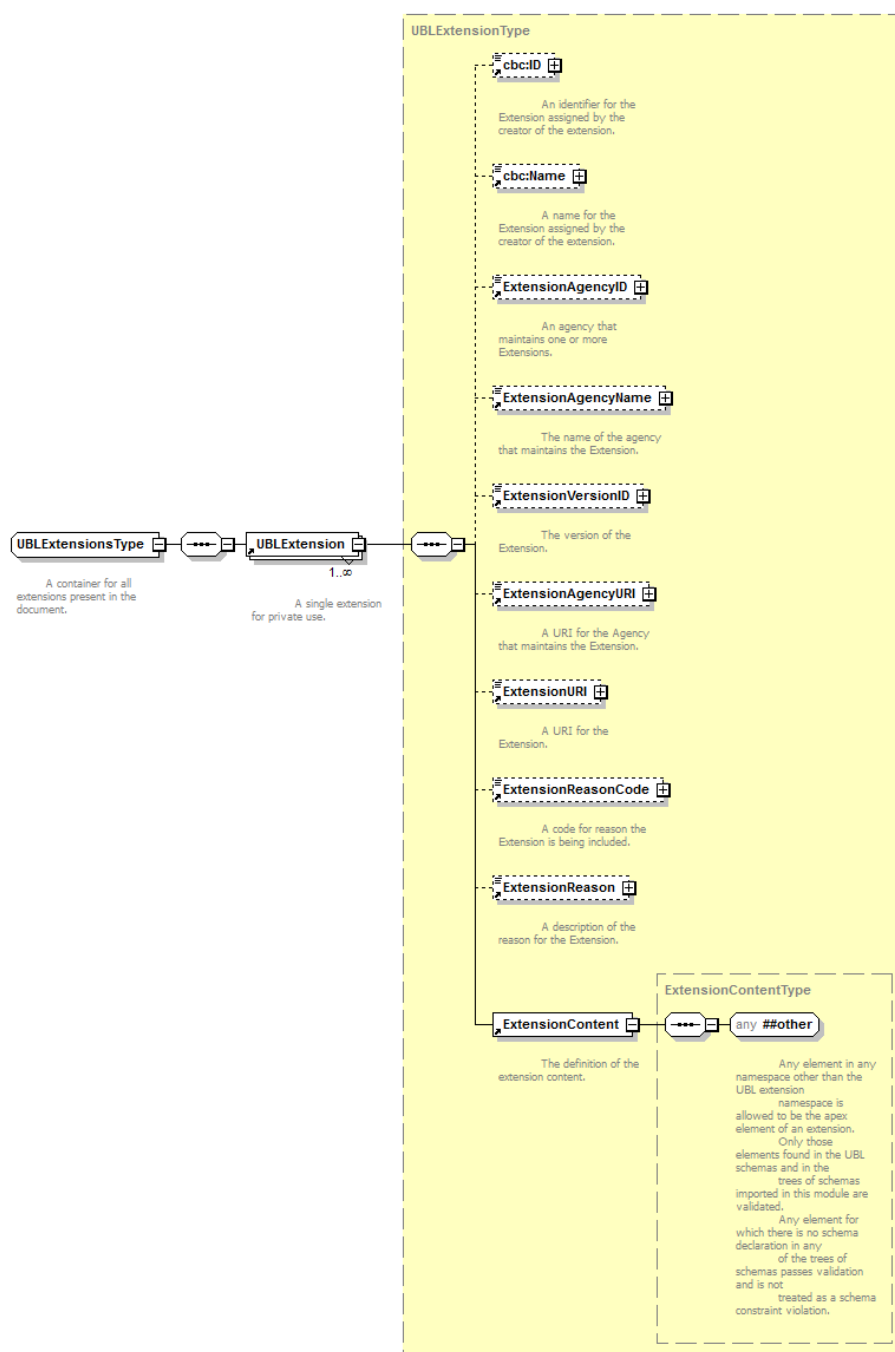 UBLExtensionType
cbc:ID
An identifier for the
Extension assigned by the
creator of the extension.
cbc:Name
A name for the
Extension assigned by the
creator of the extension.
ExtensionAgencyID
An agency that
maintains one or more
Extensions.
ExtensionAgencyName
The name of the agency
that maintains the Extension.
ExtensionVersionID
The version of the
Extension.
UBLExtensionsType
A container for all
extensions present in the
document.
UBLExtension
1..∞
A single extension
for private use.
ExtensionAgencyURI
A URI for the Agency
that maintains the Extension.
ExtensionURI
A URI for the
Extension.
ExtensionReasonCode
A code for reason the
Extension is being included.
ExtensionReason
A description of the
reason for the Extension.
ExtensionContent
The definition of the
extension content.
ExtensionContentType
any ##other
Any element in any
namespace other than the
UBL extension
namespace is
allowed to be the apex
element of an extension.
Only those
elements found in the UBL
schemas and in the
trees of schemas
imported in this module are
validated.
Any element for
which there is no schema
declaration in any
of the trees of
schemas passes validation
and is not
treated as a schema
constraint violation.